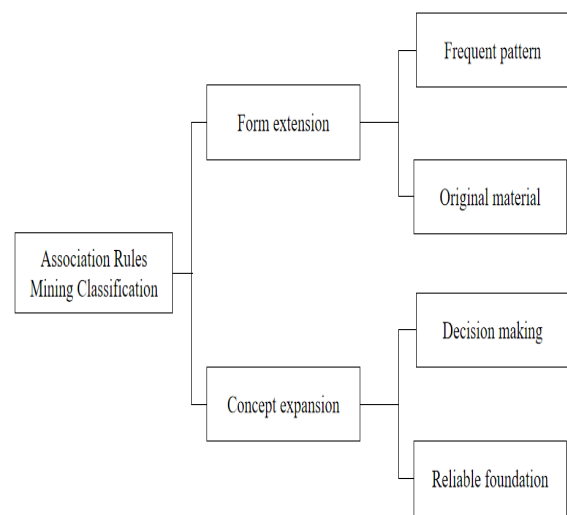 Frequent pattern
Form extension
Original material
Association Rules
Mining Classification
Decision making
Concept expansion
Reliable foundation